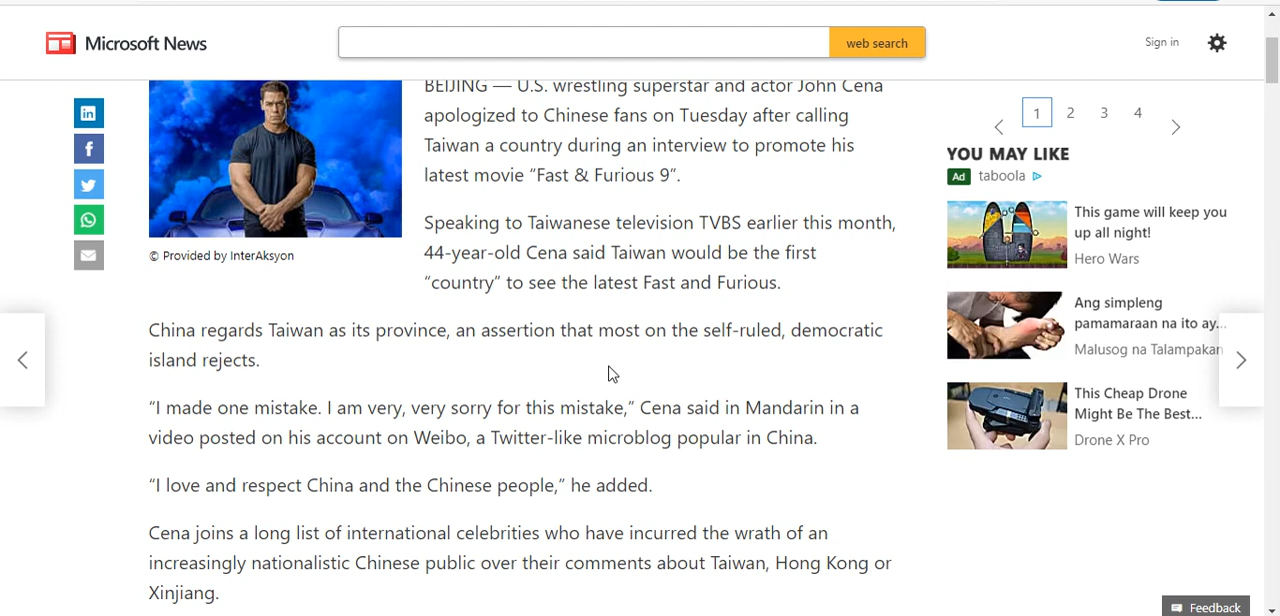 Microsoft News
web search
Sign in
BEIJING — U.S. wrestling superstar and actor John Cena
apologized to Chinese fans on Tuesday after calling
Taiwan a country during an interview to promote his
latest movie “Fast & Furious 9”.
Speaking to Taiwanese television TVBS earlier this month,
44-year-old Cena said Taiwan would be the first
“country” to see the latest Fast and Furious.
© Provided by InterAksyon
China regards Taiwan as its province, an assertion that most on the self-ruled, democratic
island rejects.
“I made one mistake. I am very, very sorry for this mistake,” Cena said in Mandarin in a
video posted on his account on Weibo, a Twitter-like microblog popular in China.
“I love and respect China and the Chinese people,” he added.
Cena joins a long list of international celebrities who have incurred the wrath of an
increasingly nationalistic Chinese public over their comments about Taiwan, Hong Kong or
Xinjiang.
1 2 3 4
YOU MAY LIKE
Ad taboola
This game will keep you
up all night!
Hero Wars
Ang simpleng
pamamaraan na ito ay...
Malusog na Talampakan
This Cheap Drone
Might Be The Best...
Drone X Pro
Feedback